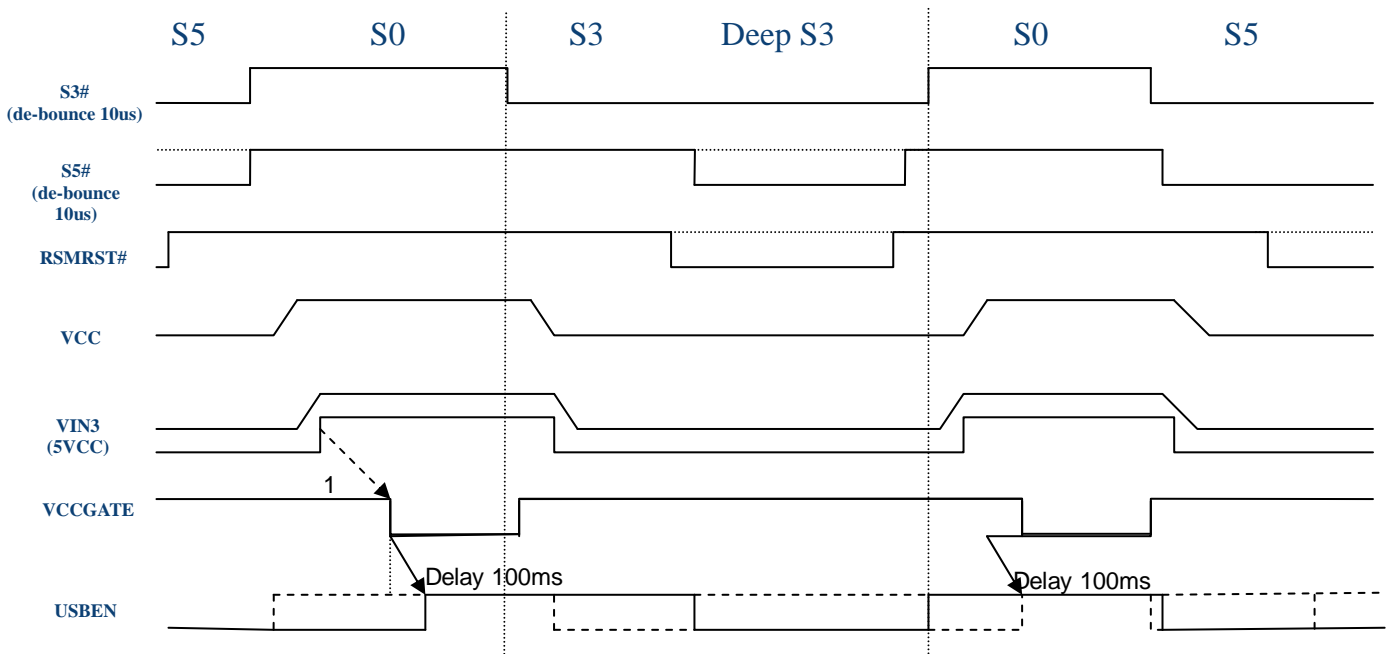 S5 S0 S3 Deep S3 S0 S5
S3#
(de-bounce 10us)
S5#
(de-bounce
10us)
RSMRST#
VCC
VIN3
(5VCC)
1
VCCGATE
Delay 100ms Delay 100ms
USBEN